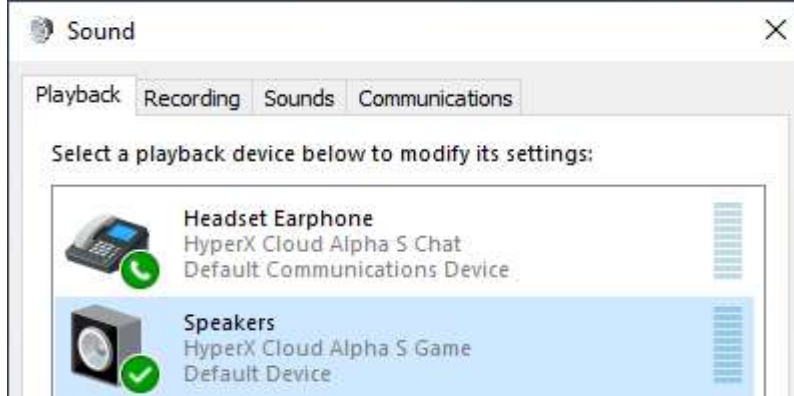 Sound
Playback Recording Sounds Communications
Select a playback device below to modify its settings:
Headset Earphone
HyperX Cloud Alpha S Chat
Default Communications Device
Speakers
HyperX Cloud Alpha S Game
Default Device